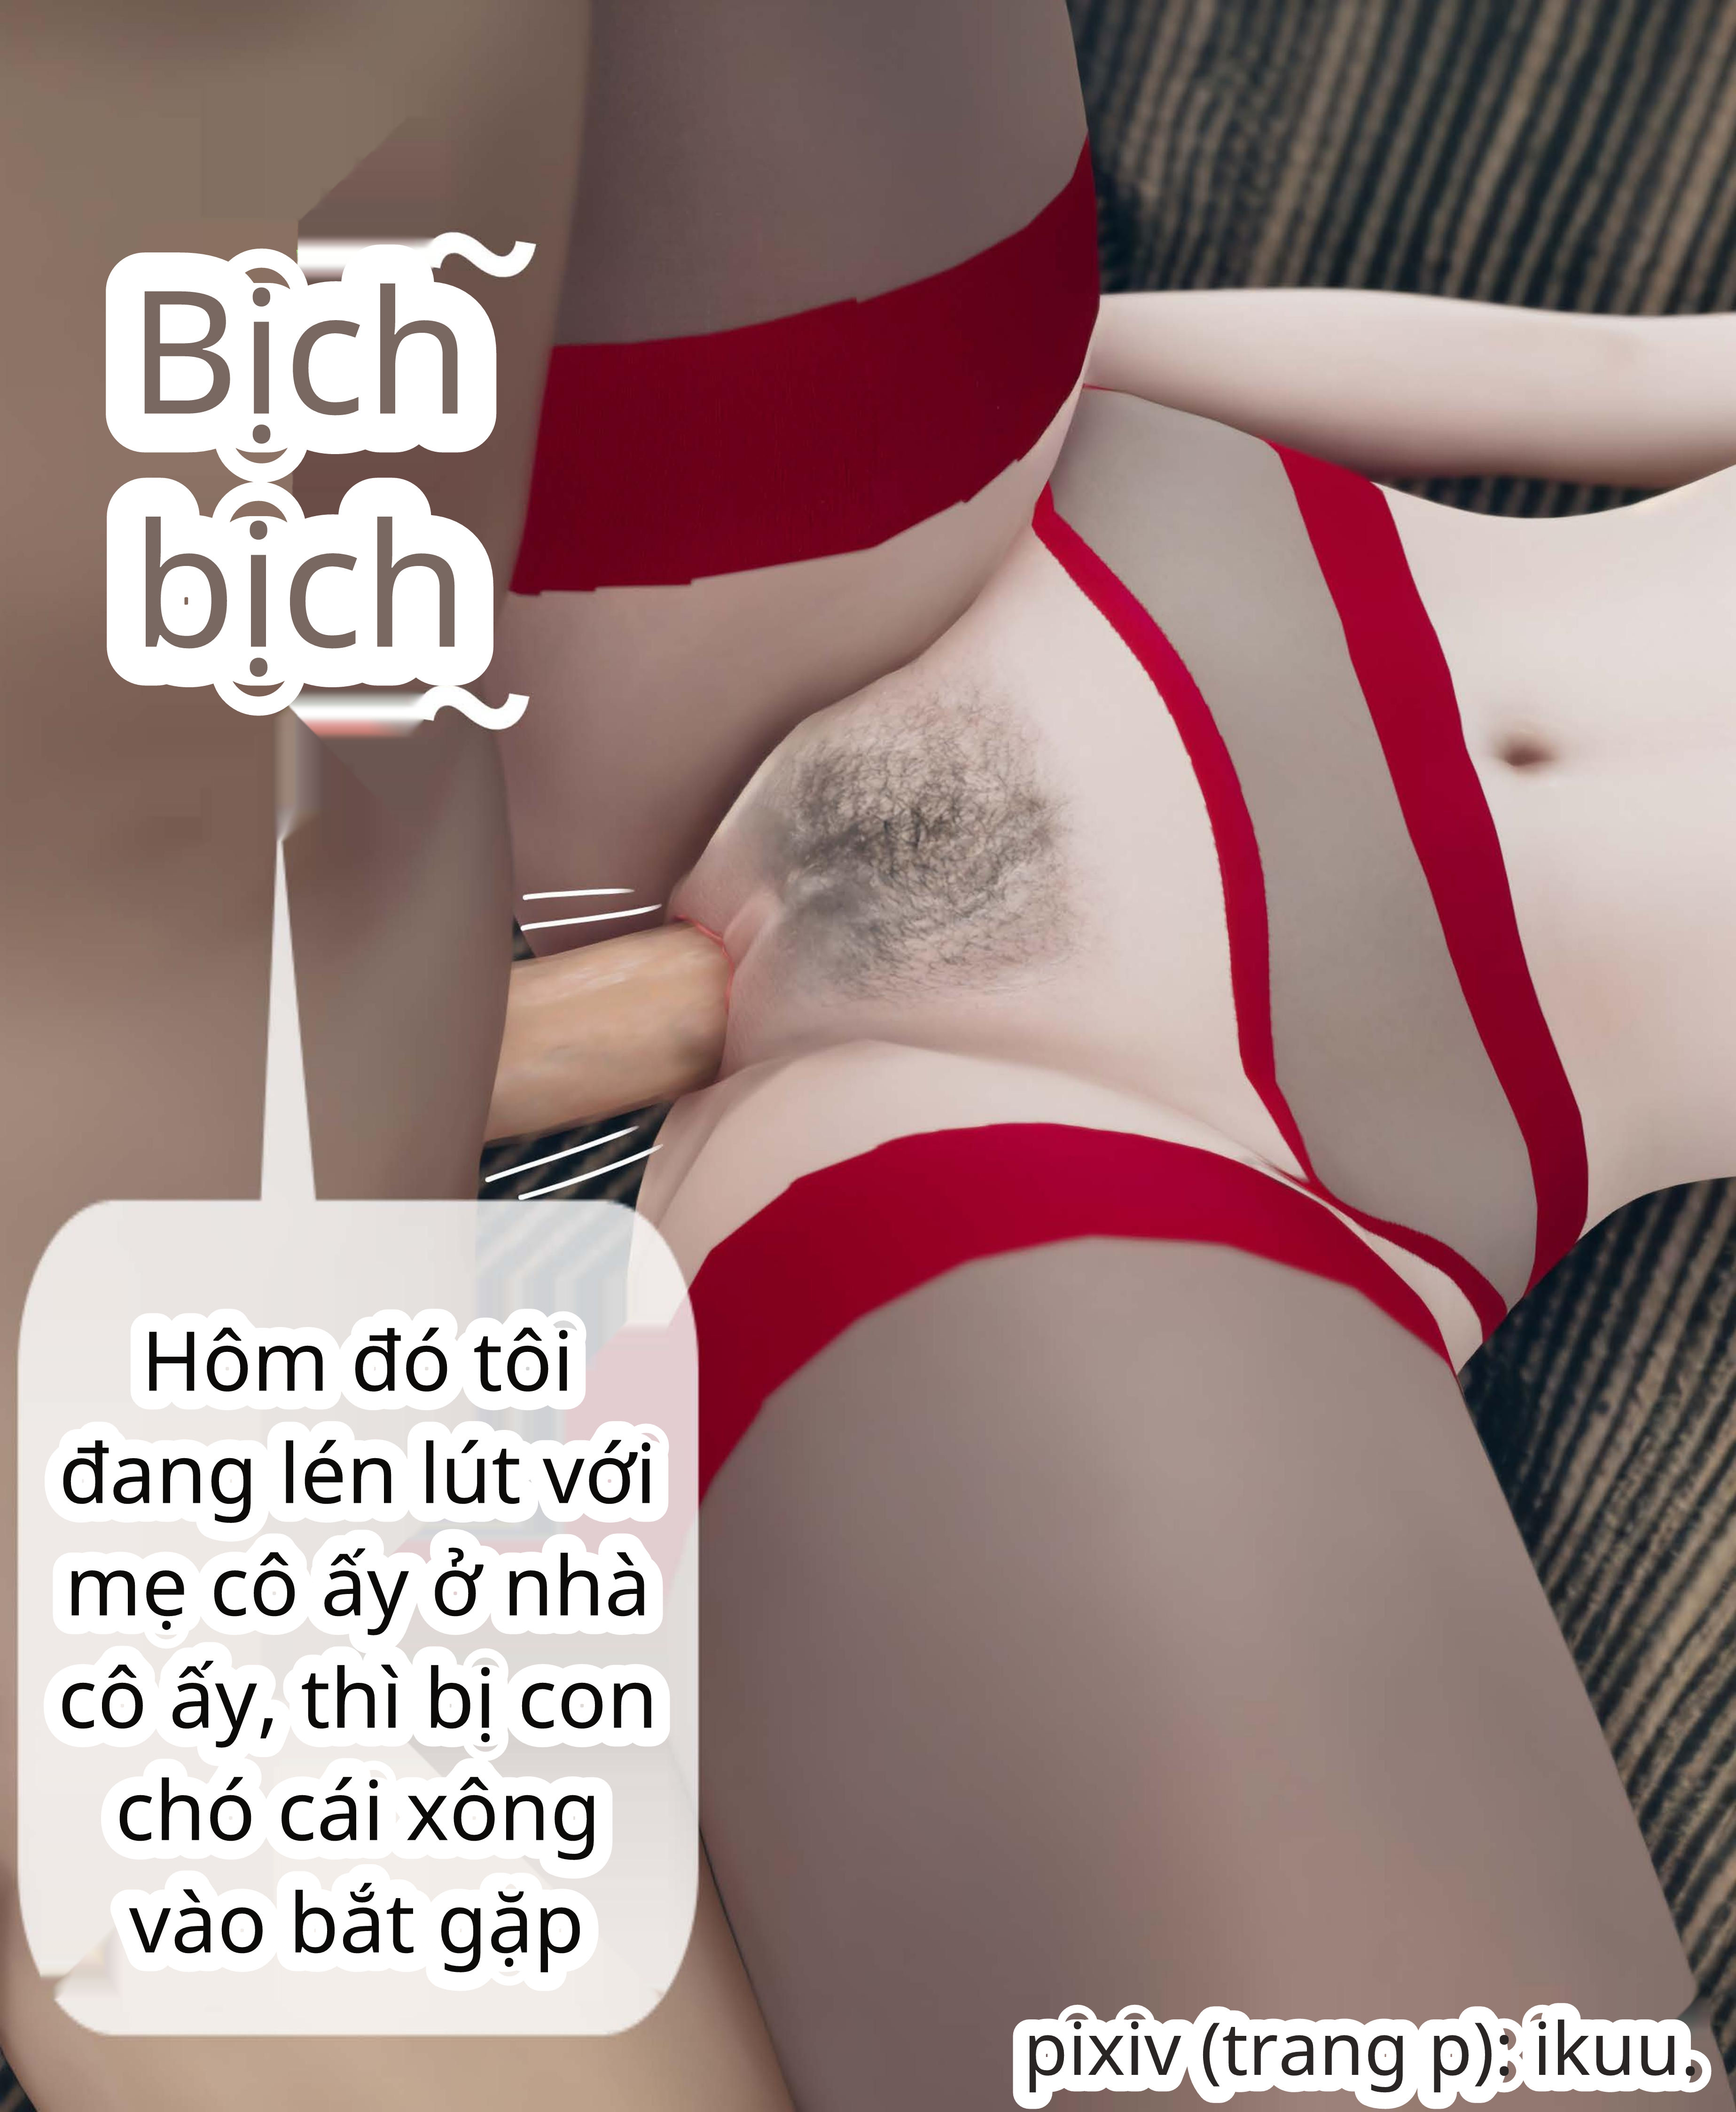 Bịch~
bịch~
Hôm đó tôi
đang lén lút với
mẹ cô ấy ở nhà
cô ấy, thì bị con
chó cái xông
vào bắt gặp
pixiv (trang p): ikuu.